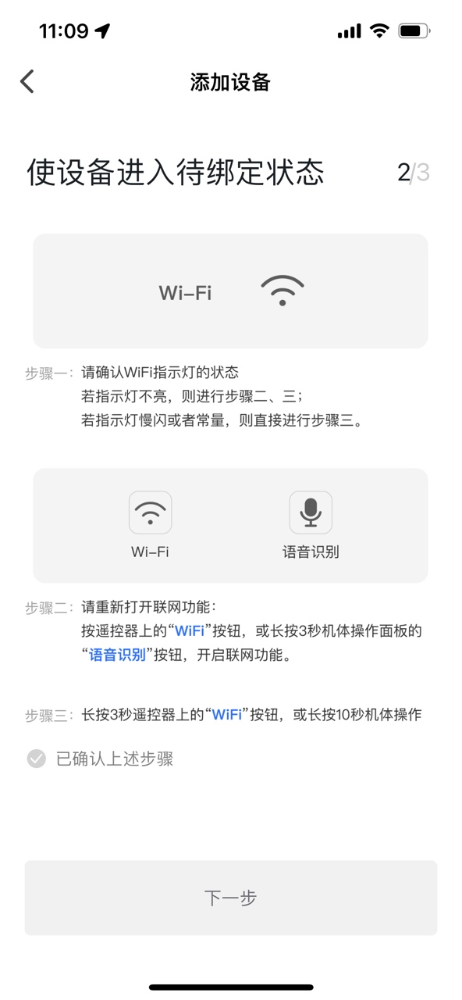 11:09
添加设备
使设备进入待绑定状态 2/3
Wi-Fi
步骤一：请确认WiFi指示灯的状态
若指示灯不亮，则进行步骤二、三；
若指示灯慢闪或者常量，则直接进行步骤三。
Wi-Fi 语音识别
步骤二：请重新打开联网功能：
按遥控器上的“WiFi”按钮，或长按3秒机体操作面板的
“语音识别”按钮，开启联网功能。
步骤三：长按3秒遥控器上的“WiFi”按钮，或长按10秒机体操作
已确认上述步骤
下一步